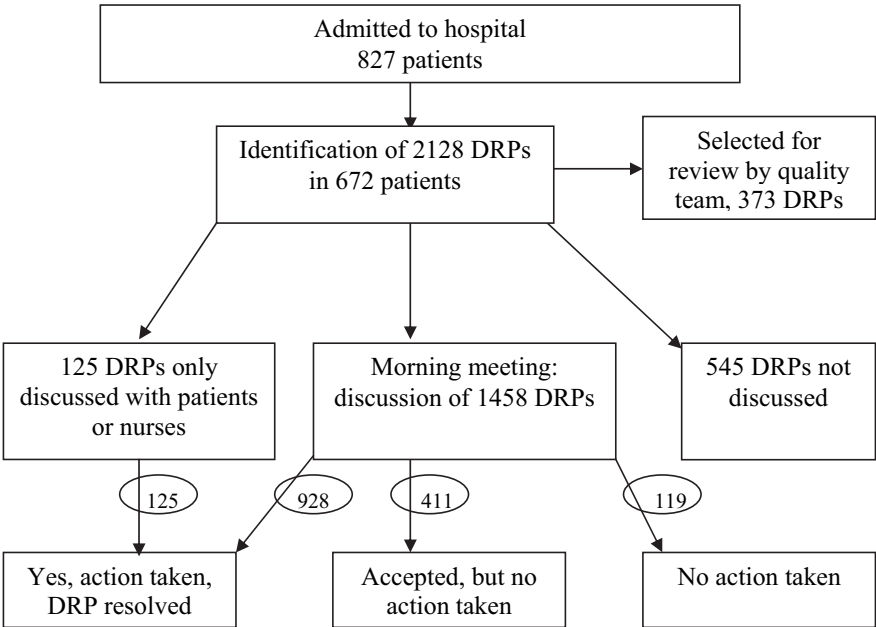 Admitted to hospital
827 patients
Identification of 2128 DRPs
in 672 patients
Selected for
review by quality
team, 373 DRPs
125 DRPs only
discussed with patients
or nurses
Morning meeting:
discussion of 1458 DRPs
545 DRPs not
discussed
125
928
411
119
Yes, action taken,
DRP resolved
Accepted, but no
action taken
No action taken